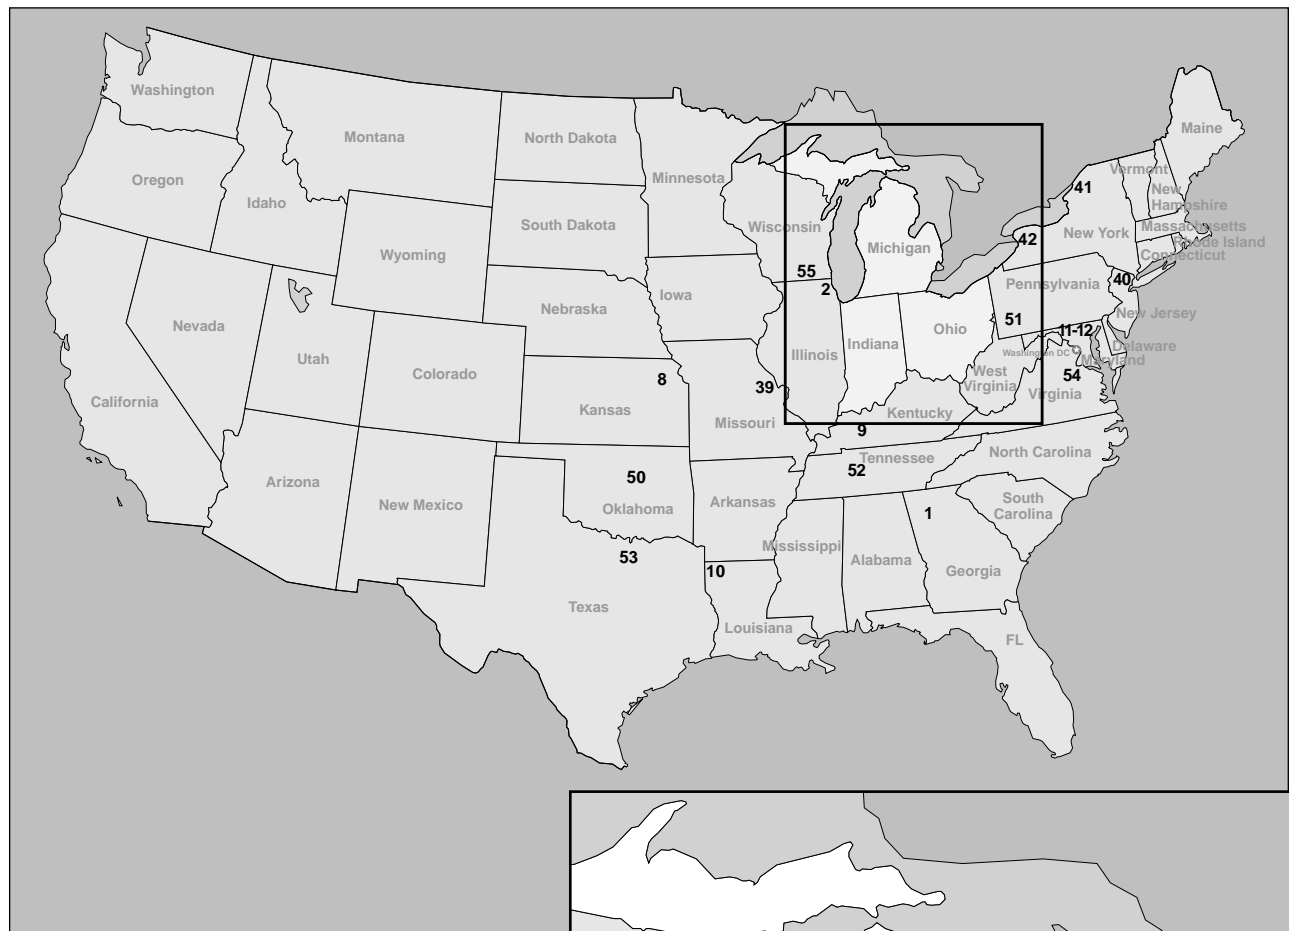 Washington
Maine
Montana
North Dakota
Vermont
Minnesota
Oregon
41
New
Hampshire
Idaho
South Dakota
Wisconsin
Massachusetts
New York
42
Rhode Island
Michigan
Wyoming
Connecticut
55
40
Pennsylvania
2
Iowa
Nebraska
New Jersey
51
Nevada
11-12
Ohio
Indiana
Delaware
Washington DC
Illinois
Utah
Maryland
West
Virginia
Colorado
54
8
39
Virginia
California
Kansas
Kentucky
Missouri
9
North Carolina
Tennessee
52
50
Arizona
South
Carolina
Arkansas
New Mexico
Oklahoma
1
Mississippi
53
Alabama
10
Georgia
Texas
Louisiana
FL